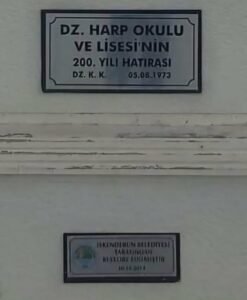 DZ. HARP OKULU
VE LİSESİ'NİN
200. YILI HATIRASI
DZ. K. K. 05.08.1973
İSKENDERUN BELEDİYESİ
TARAFINDAN
RESTORE EDİLMİŞTİR